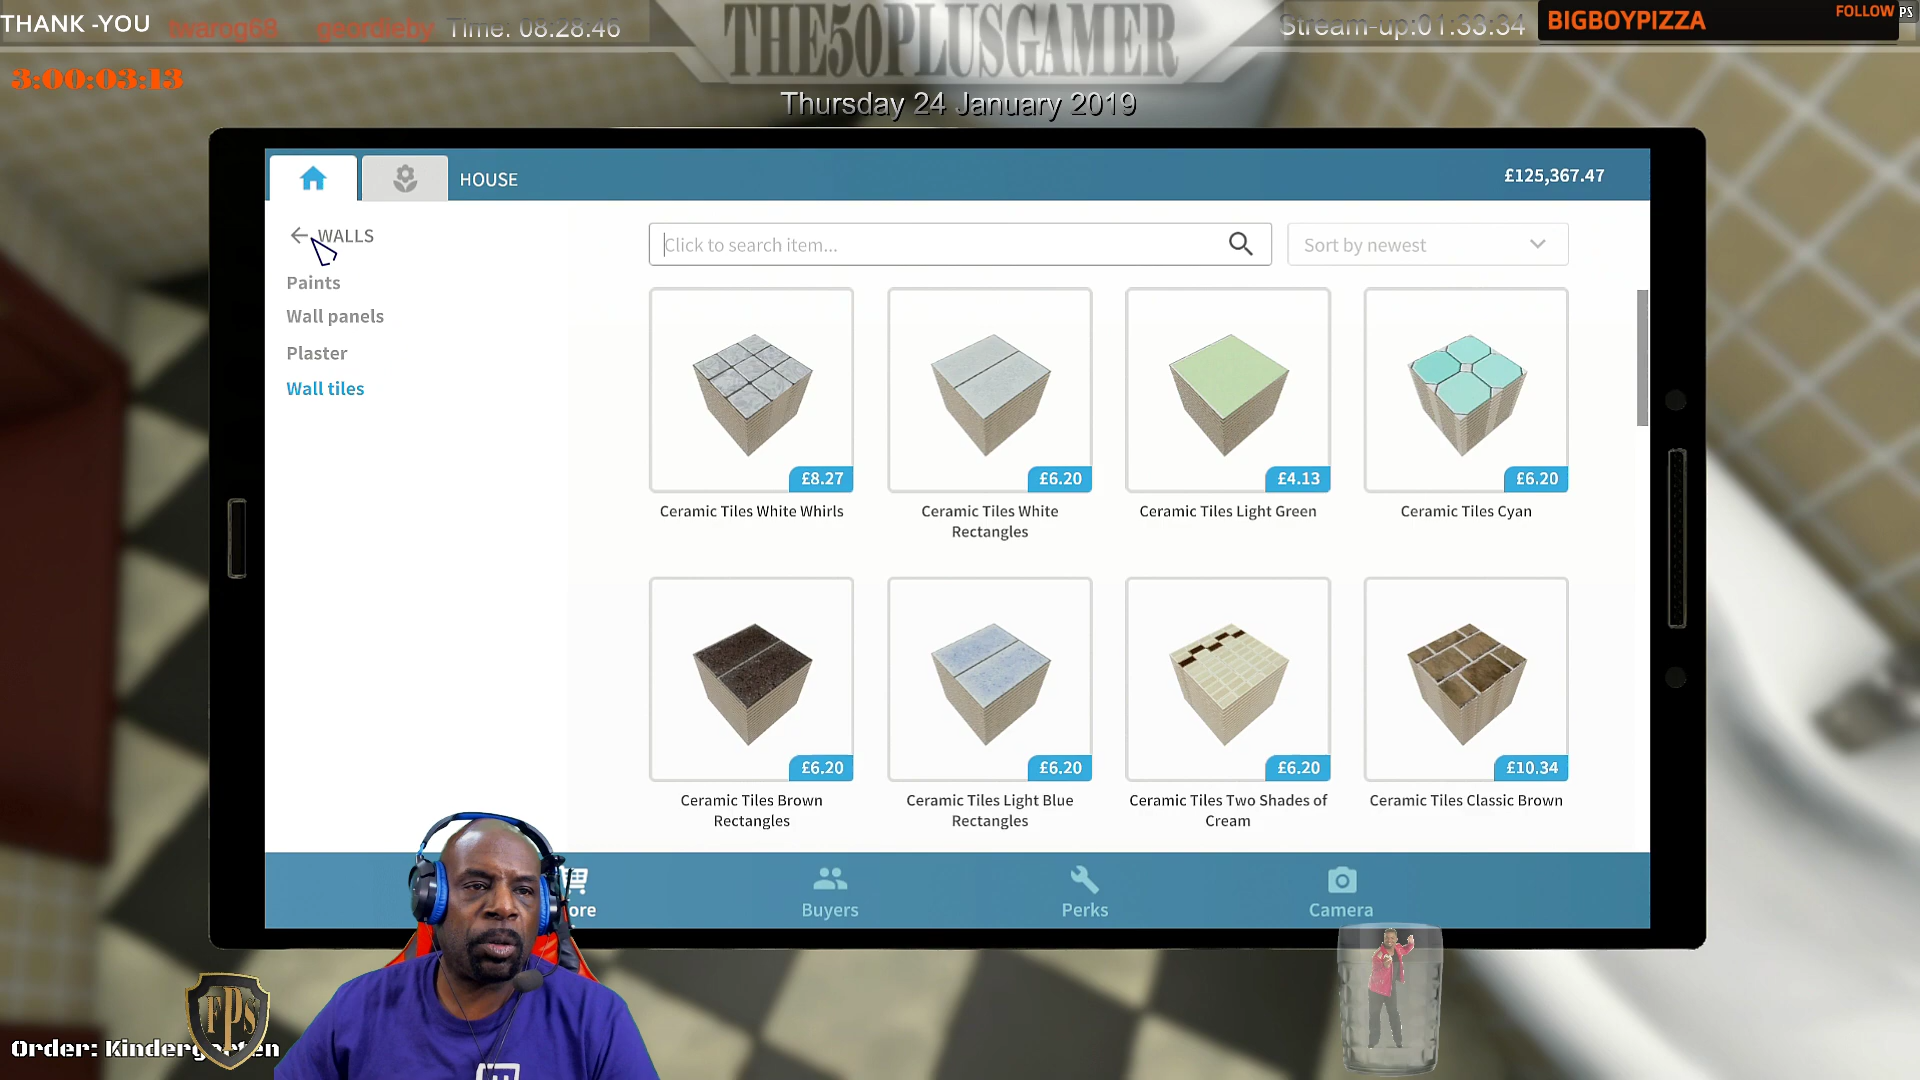 THANK -YOU
twarog68 geordieby
Time: 08:28:46
THE50PLUSGAMER
Stream-up:01:33:34
BIGBOYPIZZA
FOLLOW
PS
3:00:03:13
Thursday 24 January 2019
HOUSE
£125,367.47
WALLS
Click to search item...
Sort by newest
Paints
Wall panels
Plaster
Wall tiles
£8.27
£6.20
£4.13
£6.20
Ceramic Tiles White Whirls
Ceramic Tiles White
Rectangles
Ceramic Tiles Light Green
Ceramic Tiles Cyan
£6.20
£6.20
£6.20
£10.34
Ceramic Tiles Brown
Rectangles
Ceramic Tiles Light Blue
Rectangles
Ceramic Tiles Two Shades of
Cream
Ceramic Tiles Classic Brown
ore
Buyers
Perks
Camera
FPS
Order: Kindergarten